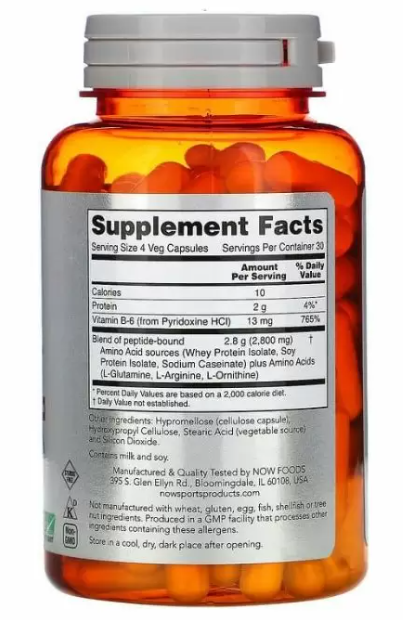 Supplement Facts
Serving Size 4 Veg Capsules Servings Per Container 30
Amount Per Serving % Daily Value
Calories 10
Protein 2 g 4%*
Vitamin B-6 (from Pyridoxine HCl) 13 mg 765%
Blend of peptide-bound 2.8 g (2,800 mg) †
Amino Acid sources (Whey Protein Isolate, Soy
Protein Isolate, Sodium Caseinate) plus Amino Acids
(L-Glutamine, L-Arginine, L-Ornithine)
* Percent Daily Values are based on a 2,000 calorie diet.
† Daily Value not established.
Other Ingredients: Hypromellose (cellulose capsule),
Hydroxypropyl Cellulose, Stearic Acid (vegetable source)
and Silicon Dioxide.
Contains milk and soy.
Manufactured & Quality Tested by NOW FOODS
395 S. Glen Ellyn Rd., Bloomingdale, IL 60108, USA
nowsportsproducts.com
Not manufactured with wheat, gluten, egg, fish, shellfish or tree
nut ingredients. Produced in a GMP facility that processes other
ingredients containing these allergens.
Store in a cool, dry, dark place after opening.
K
Non-
GMO